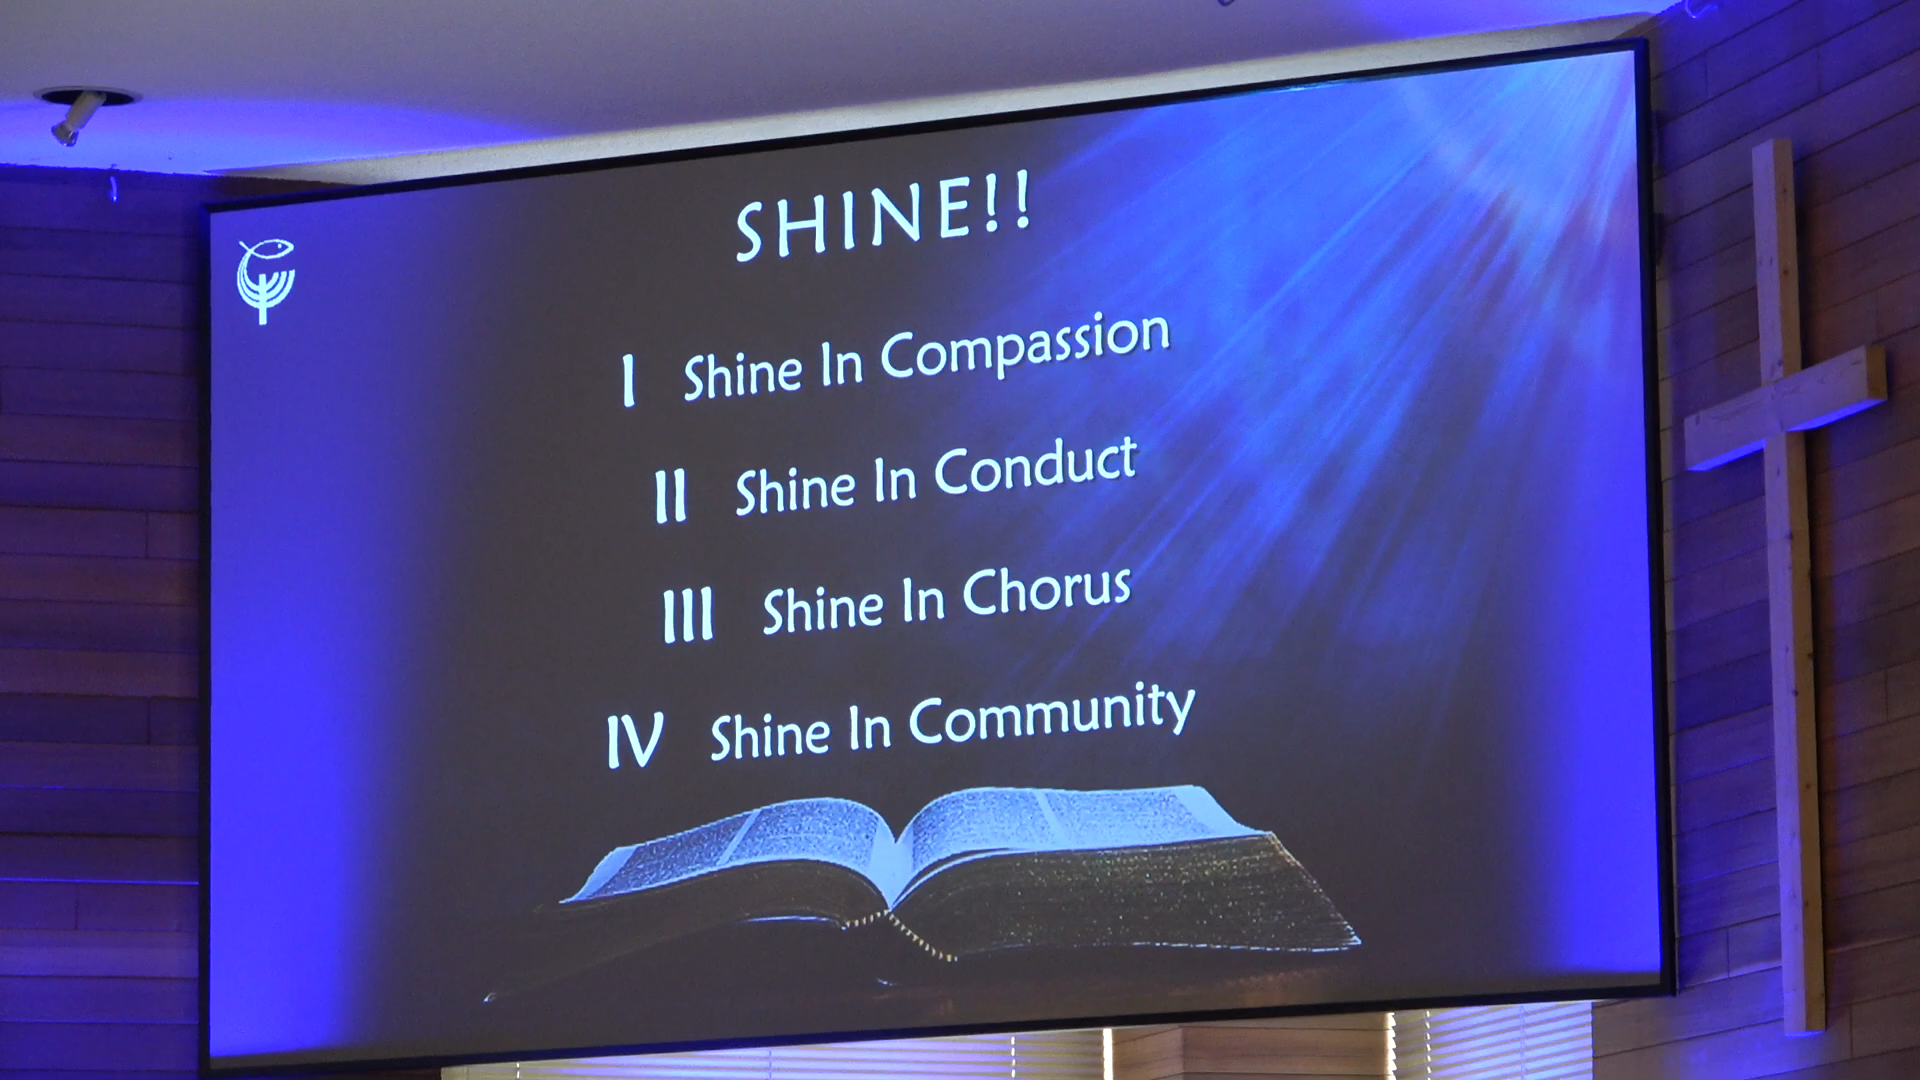 SHINE!!
I Shine In Compassion
II Shine In Conduct
III Shine In Chorus
IV Shine In Community